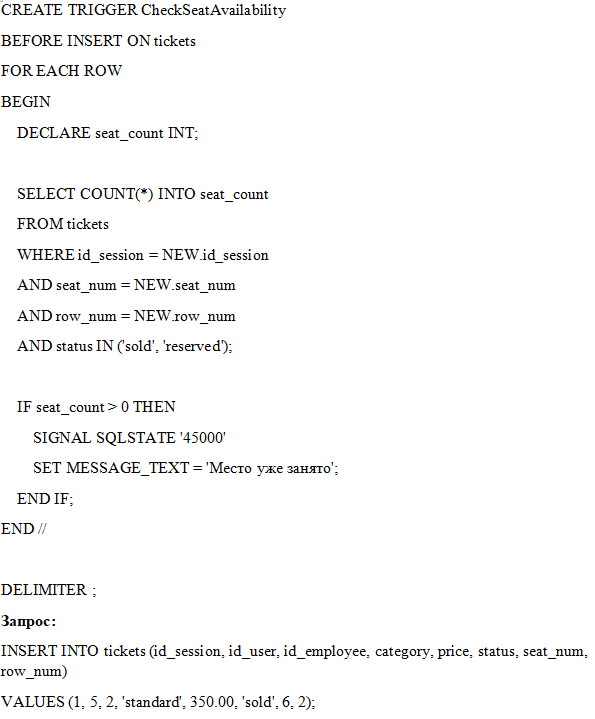 CREATE TRIGGER CheckSeatAvailability
BEFORE INSERT ON tickets
FOR EACH ROW
BEGIN
DECLARE seat_count INT;
SELECT COUNT(*) INTO seat_count
FROM tickets
WHERE id_session = NEW.id_session
AND seat_num = NEW.seat_num
AND row_num = NEW.row_num
AND status IN ('sold', 'reserved');
IF seat_count > 0 THEN
SIGNAL SQLSTATE '45000'
SET MESSAGE_TEXT = 'Место уже занято';
END IF;
END //
DELIMITER ;
Запрос:
INSERT INTO tickets (id_session, id_user, id_employee, category, price, status, seat_num,
row_num)
VALUES (1, 5, 2, 'standard', 350.00, 'sold', 6, 2);